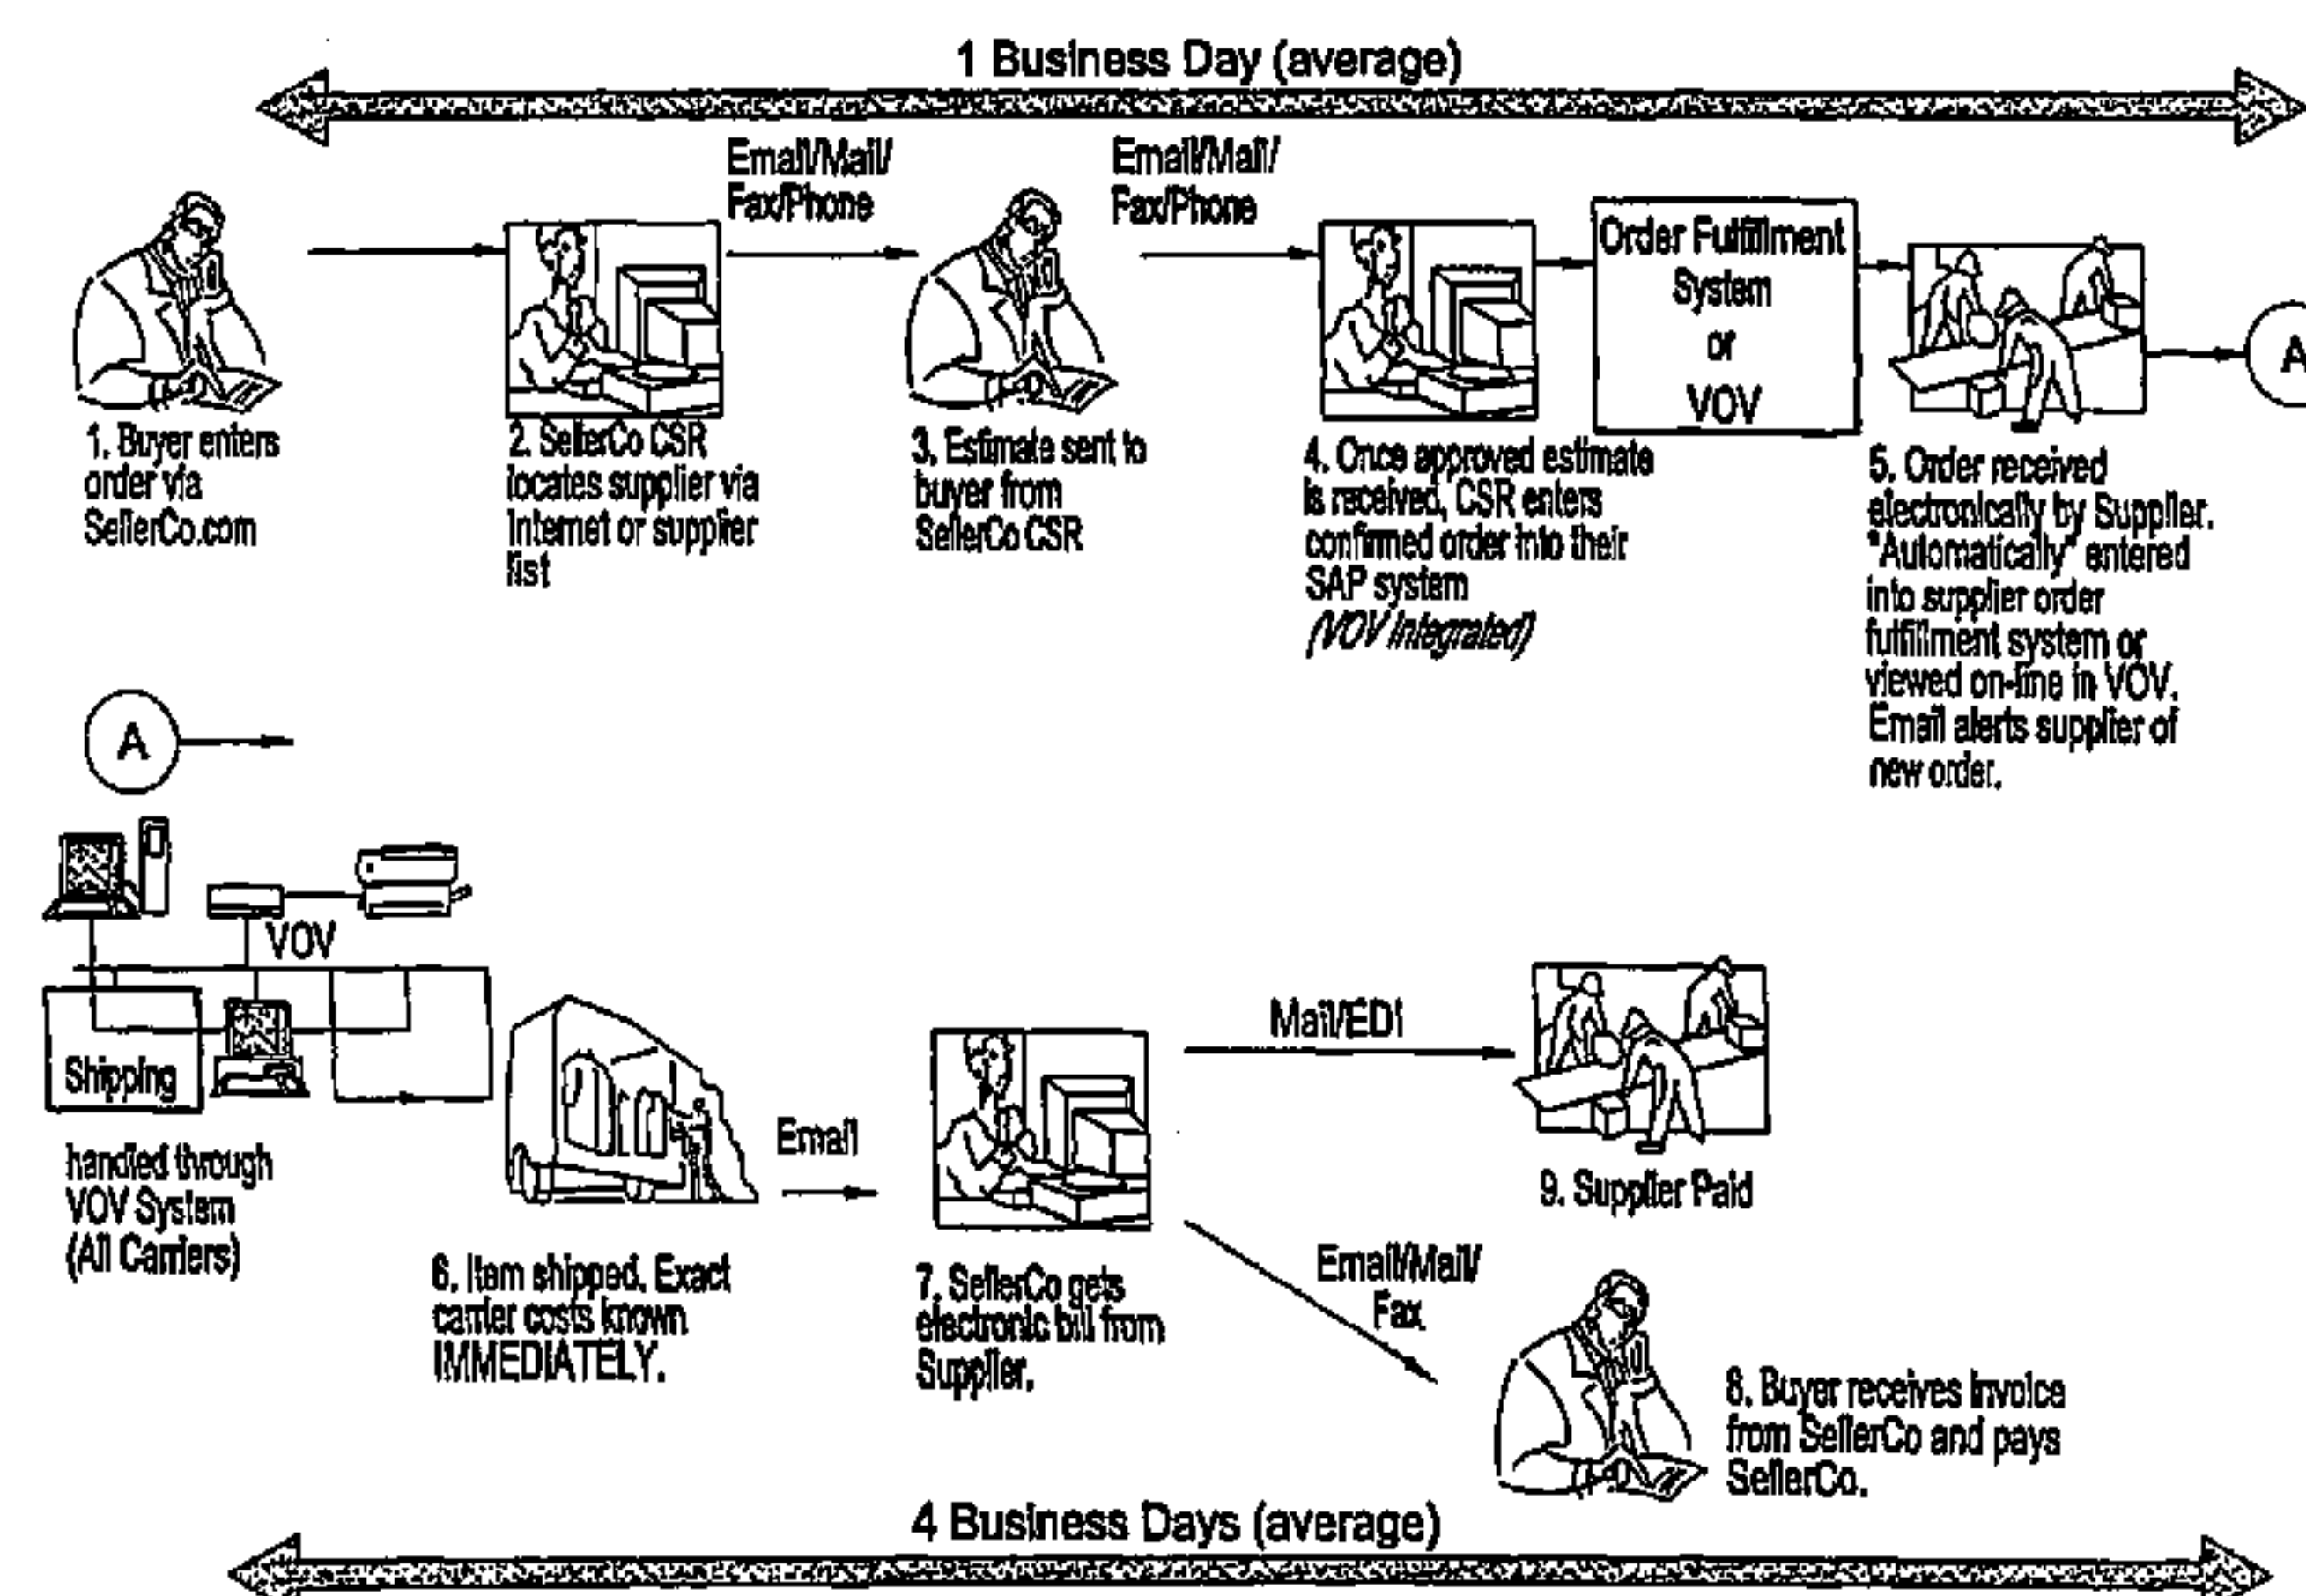 1 Business Day (average)
Email/Mail/
Fax/Phone
Email/Mail/
Fax/Phone
Order Fulfillment
System
or
VOV
A
1. Buyer enters
order via
SellerCo.com
2. SellerCo CSR
locates supplier via
Internet or supplier
list
3. Estimate sent to
buyer from
SellerCo CSR
4. Once approved estimate
is received, CSR enters
confirmed order into their
SAP system
(VOV Integrated)
5. Order received
electronically by Supplier.
"Automatically" entered
into supplier order
fulfillment system or
viewed on-line in VOV.
Email alerts supplier of
new order.
A
VOV
Shipping
handled through
VOV System
(All Carriers)
6. Item shipped. Exact
carrier costs known
IMMEDIATELY.
Email
7. SellerCo gets
electronic bill from
Supplier.
Mail/EDI
9. Supplier Paid
Email/Mail/
Fax
8. Buyer receives invoice
from SellerCo and pays
SellerCo.
4 Business Days (average)